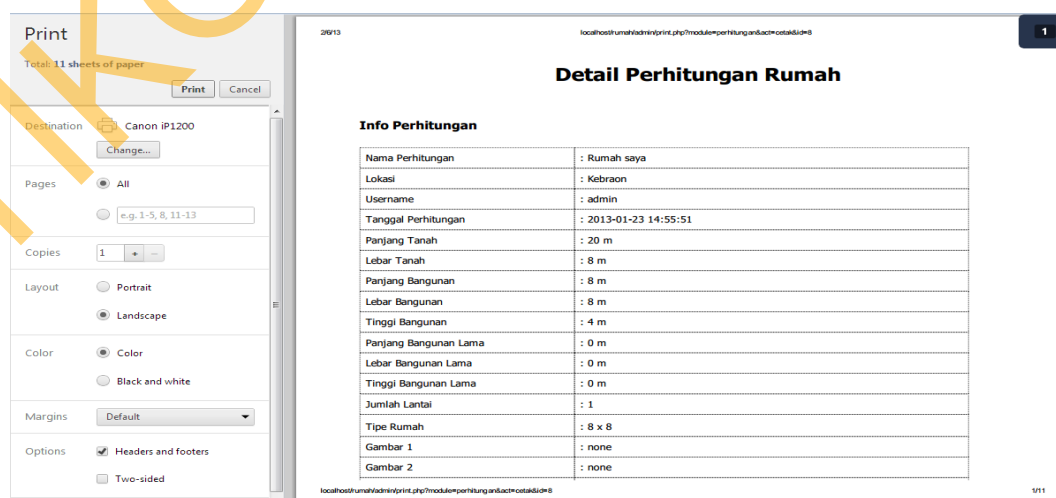 Print
Total: 11 sheets of paper
Print Cancel
Destination Canon iP1200
Change...
Pages All
e.g. 1-5, 8, 11-13
Copies 1 + −
Layout Portrait
Landscape
Color Color
Black and white
Margins Default
Options Headers and footers
Two-sided
2/6/13 localhost/rumah/admin/print.php?module=perhitungan&act=cetak&id=8
1
Detail Perhitungan Rumah
Info Perhitungan
Nama Perhitungan : Rumah saya
Lokasi : Kebraon
Username : admin
Tanggal Perhitungan : 2013-01-23 14:55:51
Panjang Tanah : 20 m
Lebar Tanah : 8 m
Panjang Bangunan : 8 m
Lebar Bangunan : 8 m
Tinggi Bangunan : 4 m
Panjang Bangunan Lama : 0 m
Lebar Bangunan Lama : 0 m
Tinggi Bangunan Lama : 0 m
Jumlah Lantai : 1
Tipe Rumah : 8 x 8
Gambar 1 : none
Gambar 2 : none
localhost/rumah/admin/print.php?module=perhitungan&act=cetak&id=8 1/11